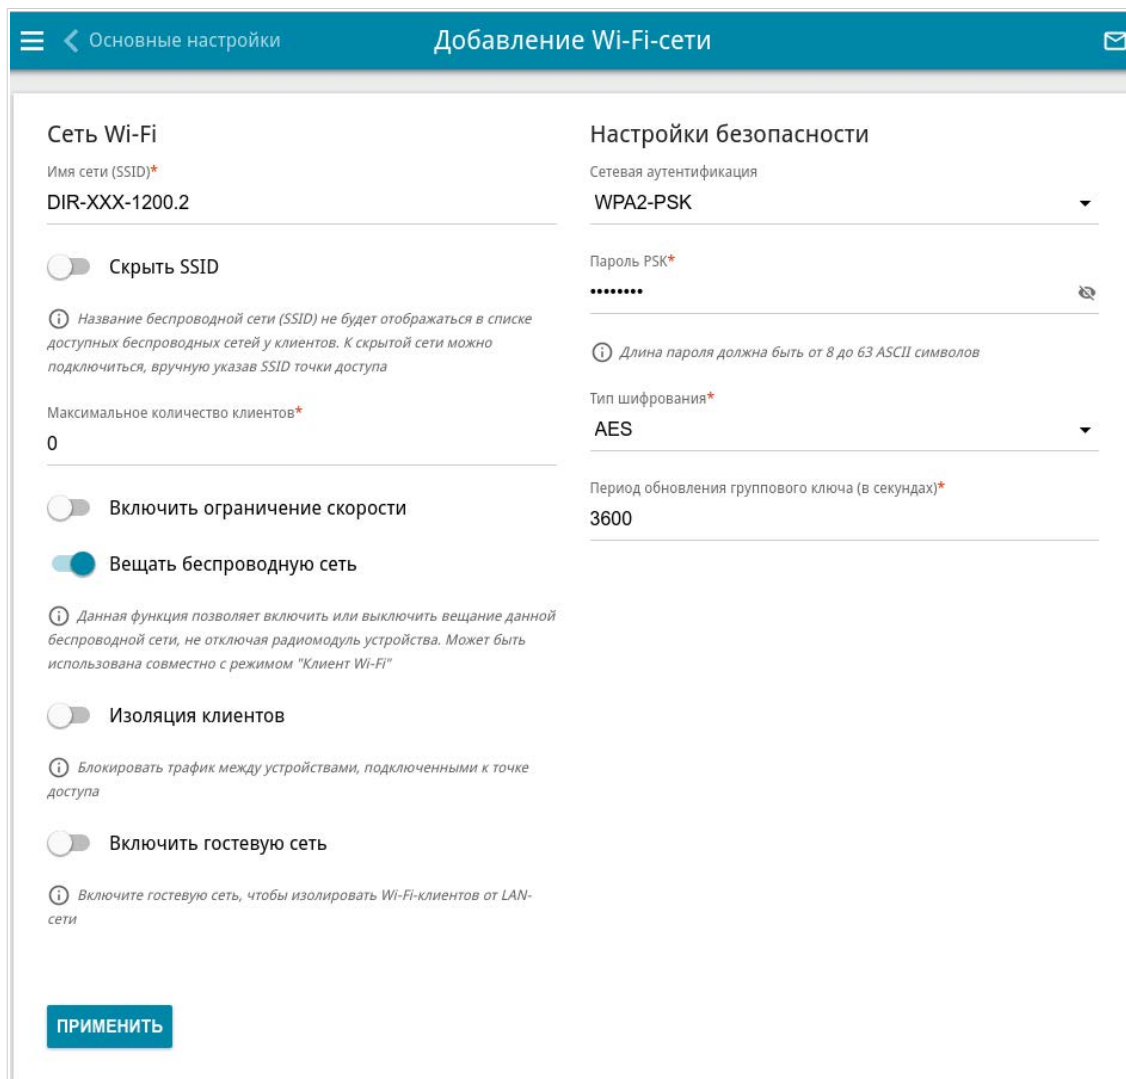 Основные настройки
Добавление Wi-Fi-сети
Сеть Wi-Fi
Имя сети (SSID)*
DIR-XXX-1200.2
Скрыть SSID
Название беспроводной сети (SSID) не будет отображаться в списке
доступных беспроводных сетей у клиентов. К скрытой сети можно
подключиться, вручную указав SSID точки доступа
Максимальное количество клиентов*
0
Включить ограничение скорости
Вещать беспроводную сеть
Данная функция позволяет включить или выключить вещание данной
беспроводной сети, не отключая радиомодуль устройства. Может быть
использована совместно с режимом "Клиент Wi-Fi"
Изоляция клиентов
Блокировать трафик между устройствами, подключенными к точке
доступа
Включить гостевую сеть
Включите гостевую сеть, чтобы изолировать Wi-Fi-клиентов от LAN-
сети
ПРИМЕНИТЬ
Настройки безопасности
Сетевая аутентификация
WPA2-PSK
Пароль PSK*
••••••••
Длина пароля должна быть от 8 до 63 ASCII символов
Тип шифрования*
AES
Период обновления группового ключа (в секундах)*
3600